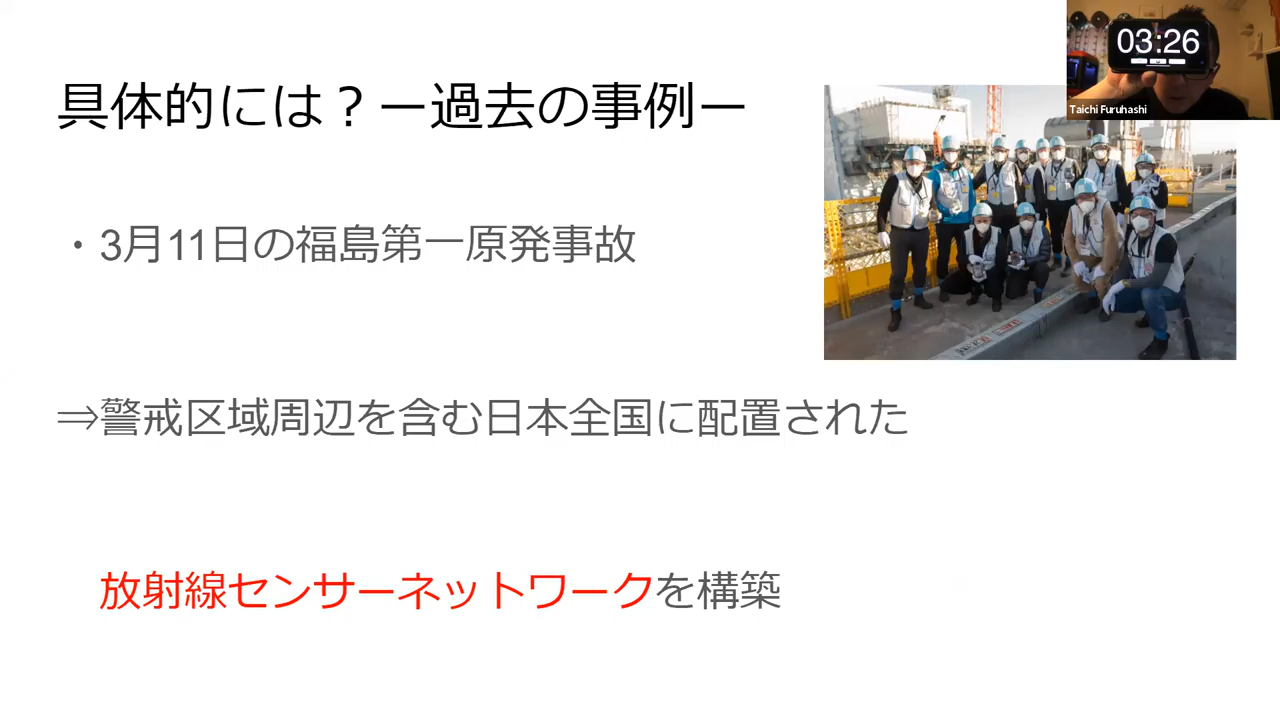 03:26
Taichi Furuhashi
具体的には？ー過去の事例ー
・3月11日の福島第一原発事故
⇒警戒区域周辺を含む日本全国に配置された
放射線センサーネットワークを構築